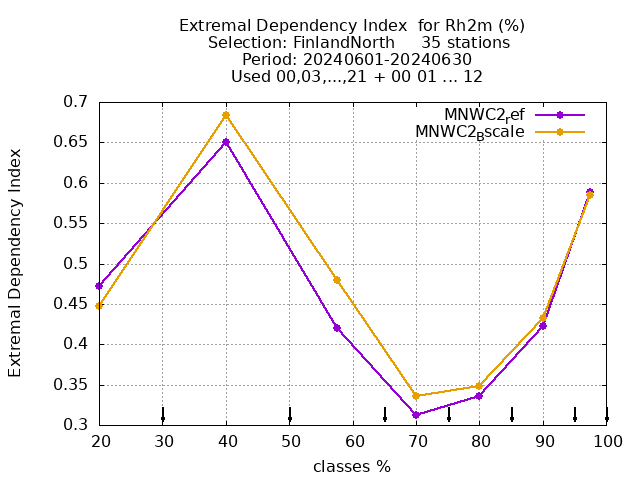 Extremal Dependency Index  for Rh2m (%)
Selection: FinlandNorth     35 stations
Period: 20240601-20240630
Used 00,03,...,21 + 00 01 ... 12
MNWC2_ref
MNWC2_Bscale
Extremal Dependency Index
0.7
0.65
0.6
0.55
0.5
0.45
0.4
0.35
0.3
20 30 40 50 60 70 80 90 100
classes %